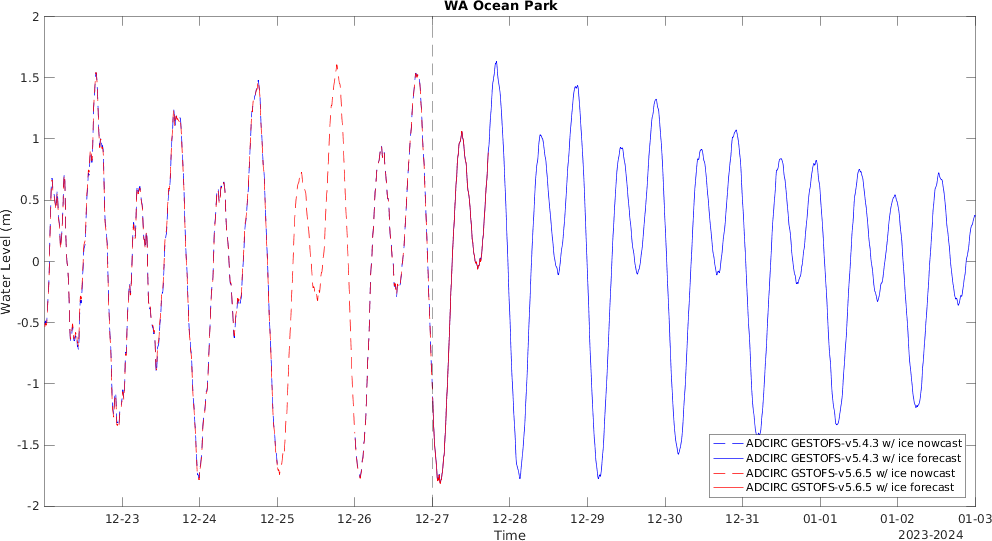 WA Ocean Park
Water Level (m)
2
1.5
1
0.5
0
-0.5
-1
-1.5
-2
ADCIRC GESTOFS-v5.4.3 w/ ice nowcast
ADCIRC GESTOFS-v5.4.3 w/ ice forecast
ADCIRC GSTOFS-v5.6.5 w/ ice nowcast
ADCIRC GSTOFS-v5.6.5 w/ ice forecast
12-23 12-24 12-25 12-26 12-27 12-28 12-29 12-30 12-31 01-01 01-02 01-03
Time
2023-2024